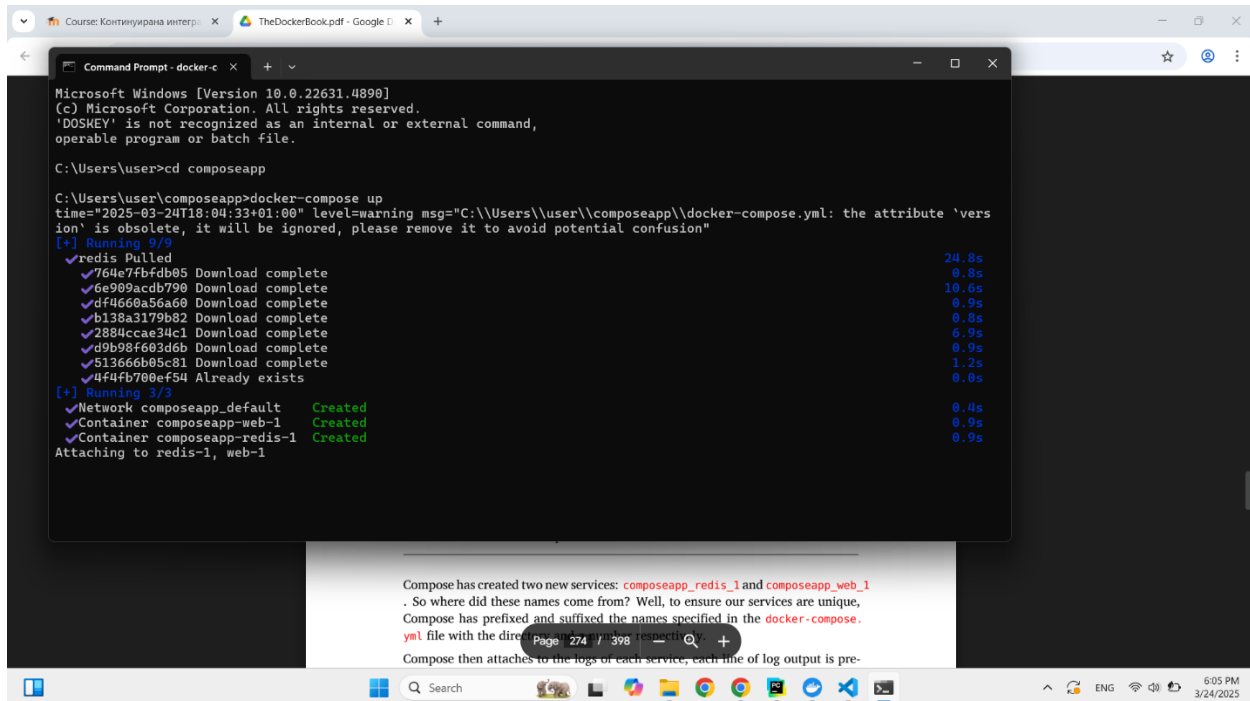 Course: Континуирана интегра
TheDockerBook.pdf - Google D
Command Prompt - docker-c
Microsoft Windows [Version 10.0.22631.4890]
(c) Microsoft Corporation. All rights reserved.
'DOSKEY' is not recognized as an internal or external command,
operable program or batch file.
C:\Users\user>cd composeapp
C:\Users\user\composeapp>docker-compose up
time="2025-03-24T18:04:33+01:00" level=warning msg="C:\\Users\\user\\composeapp\\docker-compose.yml: the attribute `vers
ion` is obsolete, it will be ignored, please remove it to avoid potential confusion"
[+] Running 9/9
redis Pulled 24.8s
764e7fbfdb05 Download complete 0.8s
6e909acdb790 Download complete 10.6s
df4660a56a60 Download complete 0.9s
b138a3179b82 Download complete 0.8s
2884ccae34c1 Download complete 6.9s
d9b98f603d6b Download complete 0.9s
513666b05c81 Download complete 1.2s
4f4fb700ef54 Already exists 0.0s
[+] Running 3/3
Network composeapp_default Created 0.4s
Container composeapp-web-1 Created 0.9s
Container composeapp-redis-1 Created 0.9s
Attaching to redis-1, web-1
Compose has created two new services: composeapp_redis_1 and composeapp_web_1
. So where did these names come from? Well, to ensure our services are unique,
Compose has prefixed and suffixed the names specified in the docker-compose.
yml file with the directory and a number respectively.
Page 274 / 398
Compose then attaches to the logs of each service, each line of log output is pre-
Search
ENG
6:05 PM
3/24/2025